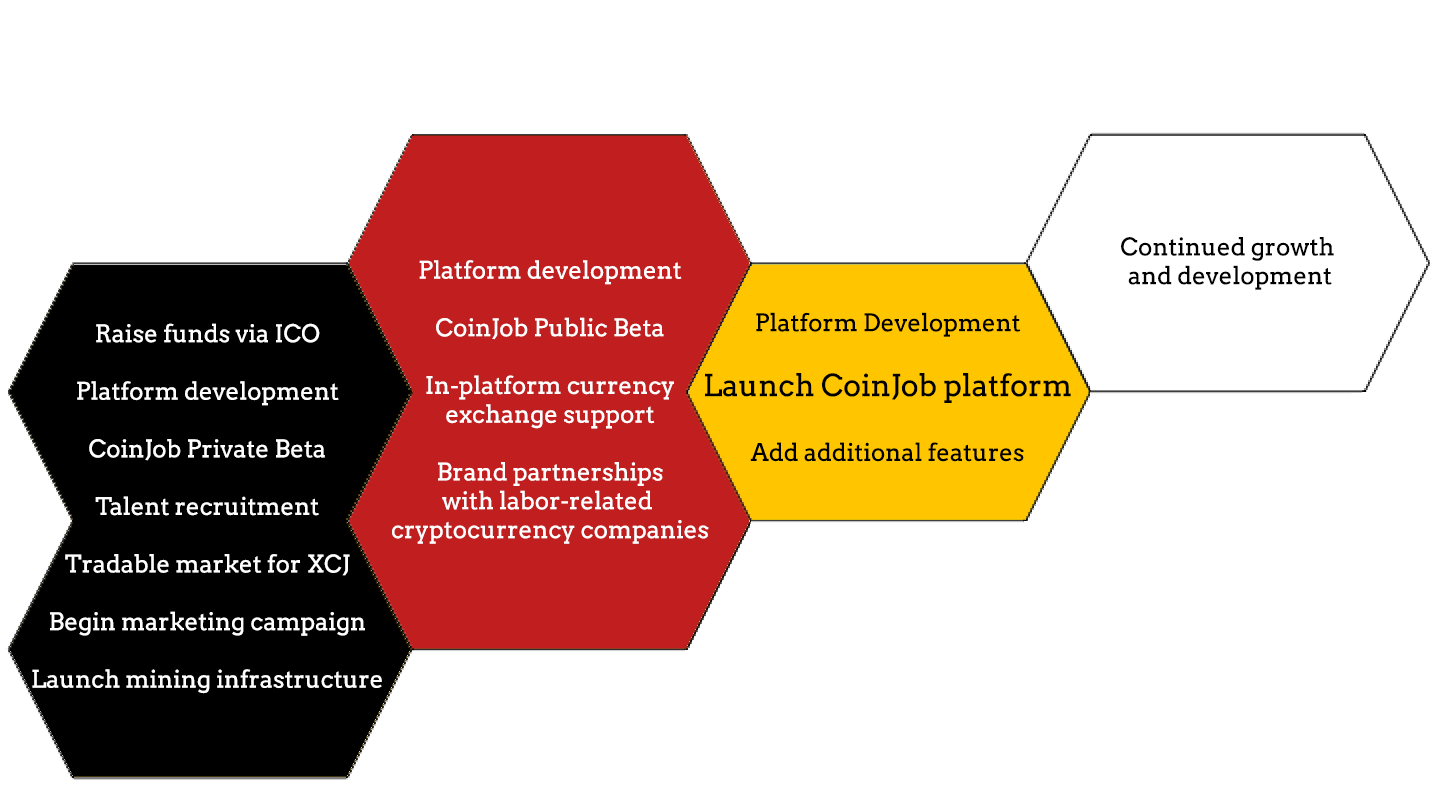 Raise funds via ICO
Platform development
CoinJob Private Beta
Talent recruitment
Tradable market for XCJ
Begin marketing campaign
Launch mining infrastructure
Platform development
CoinJob Public Beta
In-platform currency
exchange support
Brand partnerships
with labor-related
cryptocurrency companies
Platform Development
Launch CoinJob platform
Add additional features
Continued growth
and development